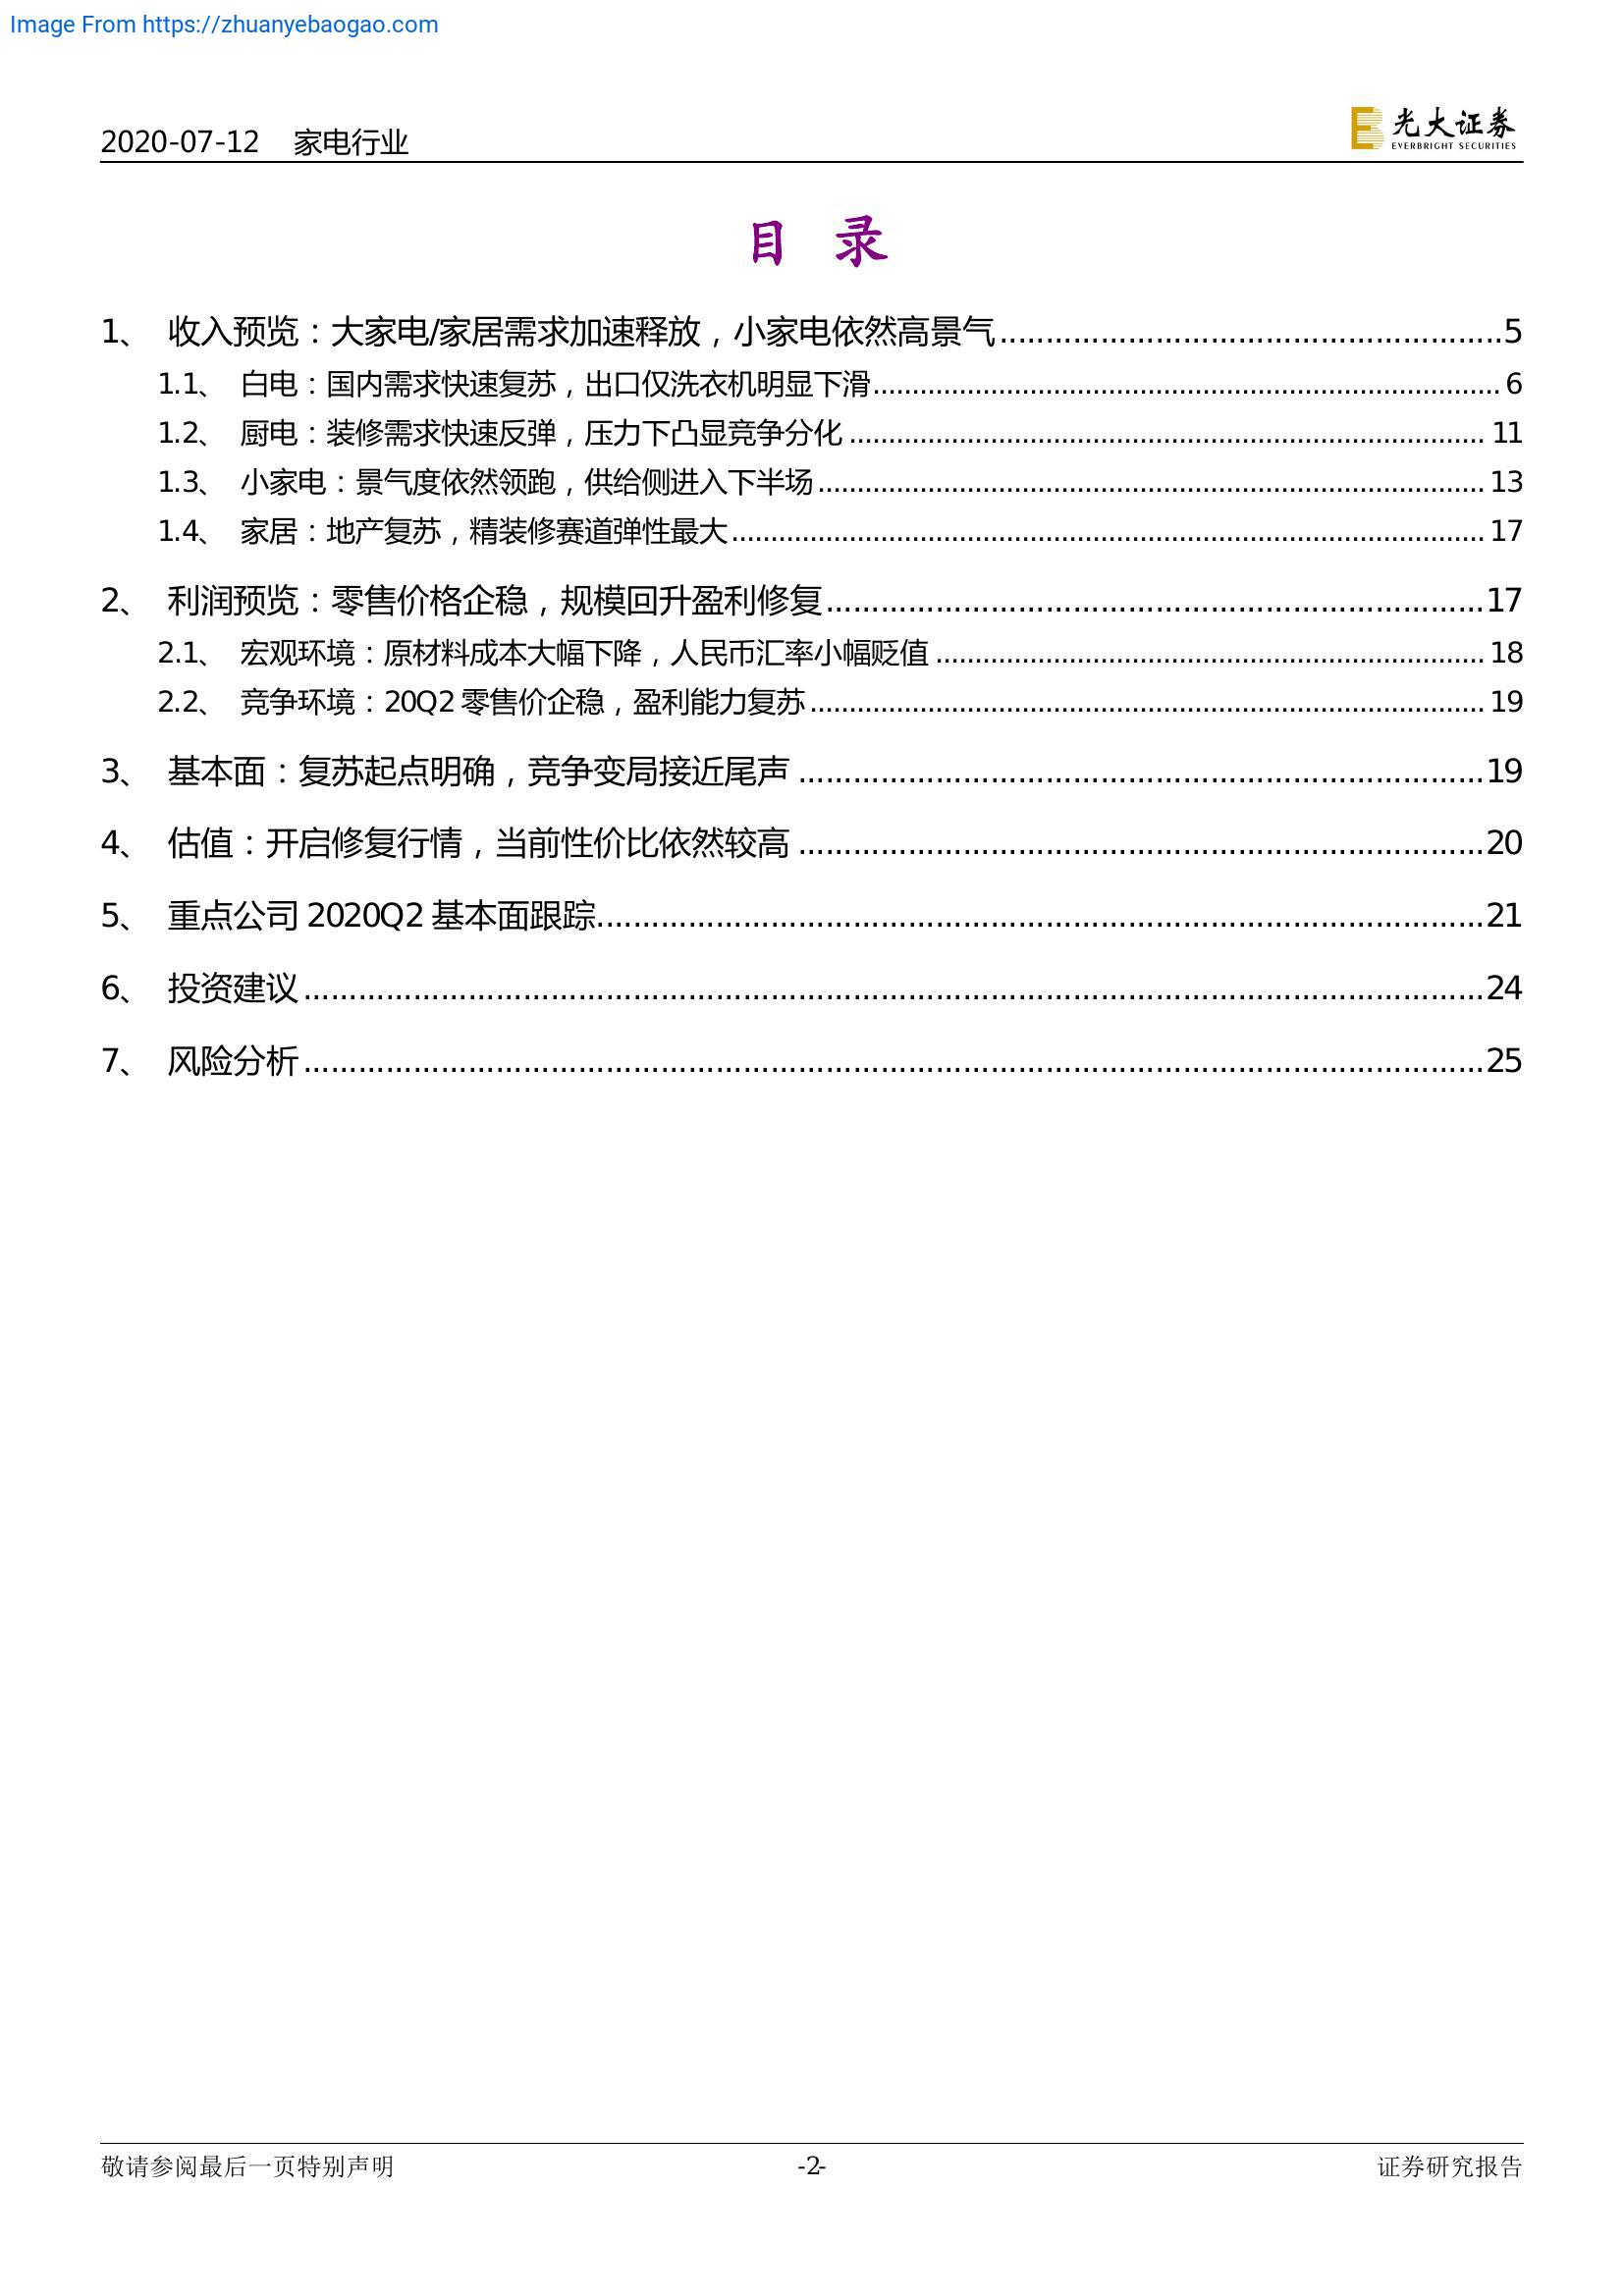 Image From https://zhuanyebaogao.com
2020-07-12 家电行业
光大证券
EVERBRIGHT SECURITIES
目 录
1、 收入预览：大家电/家居需求加速释放，小家电依然高景气 5
1.1、 白电：国内需求快速复苏，出口仅洗衣机明显下滑 6
1.2、 厨电：装修需求快速反弹，压力下凸显竞争分化 11
1.3、 小家电：景气度依然领跑，供给侧进入下半场 13
1.4、 家居：地产复苏，精装修赛道弹性最大 17
2、 利润预览：零售价格企稳，规模回升盈利修复 17
2.1、 宏观环境：原材料成本大幅下降，人民币汇率小幅贬值 18
2.2、 竞争环境：20Q2 零售价企稳，盈利能力复苏 19
3、 基本面：复苏起点明确，竞争变局接近尾声 19
4、 估值：开启修复行情，当前性价比依然较高 20
5、 重点公司 2020Q2 基本面跟踪 21
6、 投资建议 24
7、 风险分析 25
敬请参阅最后一页特别声明 -2- 证券研究报告